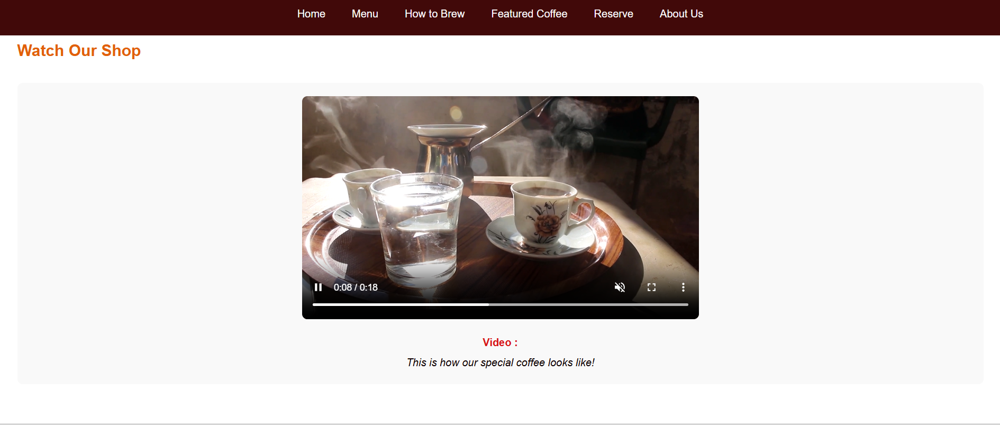 Home Menu How to Brew Featured Coffee Reserve About Us
Watch Our Shop
0:08 / 0:18
Video :
This is how our special coffee looks like!